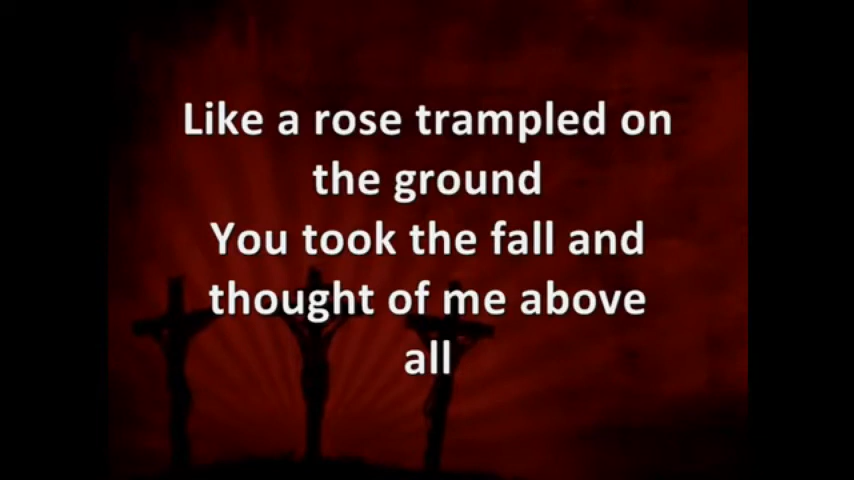 Like a rose trampled on
the ground
You took the fall and
thought of me above
all